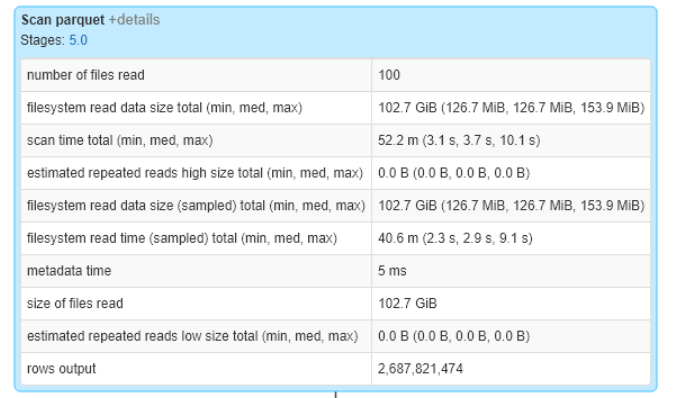 Scan parquet +details
Stages: 5.0
number of files read 100
filesystem read data size total (min, med, max) 102.7 GiB (126.7 MiB, 126.7 MiB, 153.9 MiB)
scan time total (min, med, max) 52.2 m (3.1 s, 3.7 s, 10.1 s)
estimated repeated reads high size total (min, med, max) 0.0 B (0.0 B, 0.0 B, 0.0 B)
filesystem read data size (sampled) total (min, med, max) 102.7 GiB (126.7 MiB, 126.7 MiB, 153.9 MiB)
filesystem read time (sampled) total (min, med, max) 40.6 m (2.3 s, 2.9 s, 9.1 s)
metadata time 5 ms
size of files read 102.7 GiB
estimated repeated reads low size total (min, med, max) 0.0 B (0.0 B, 0.0 B, 0.0 B)
rows output 2,687,821,474